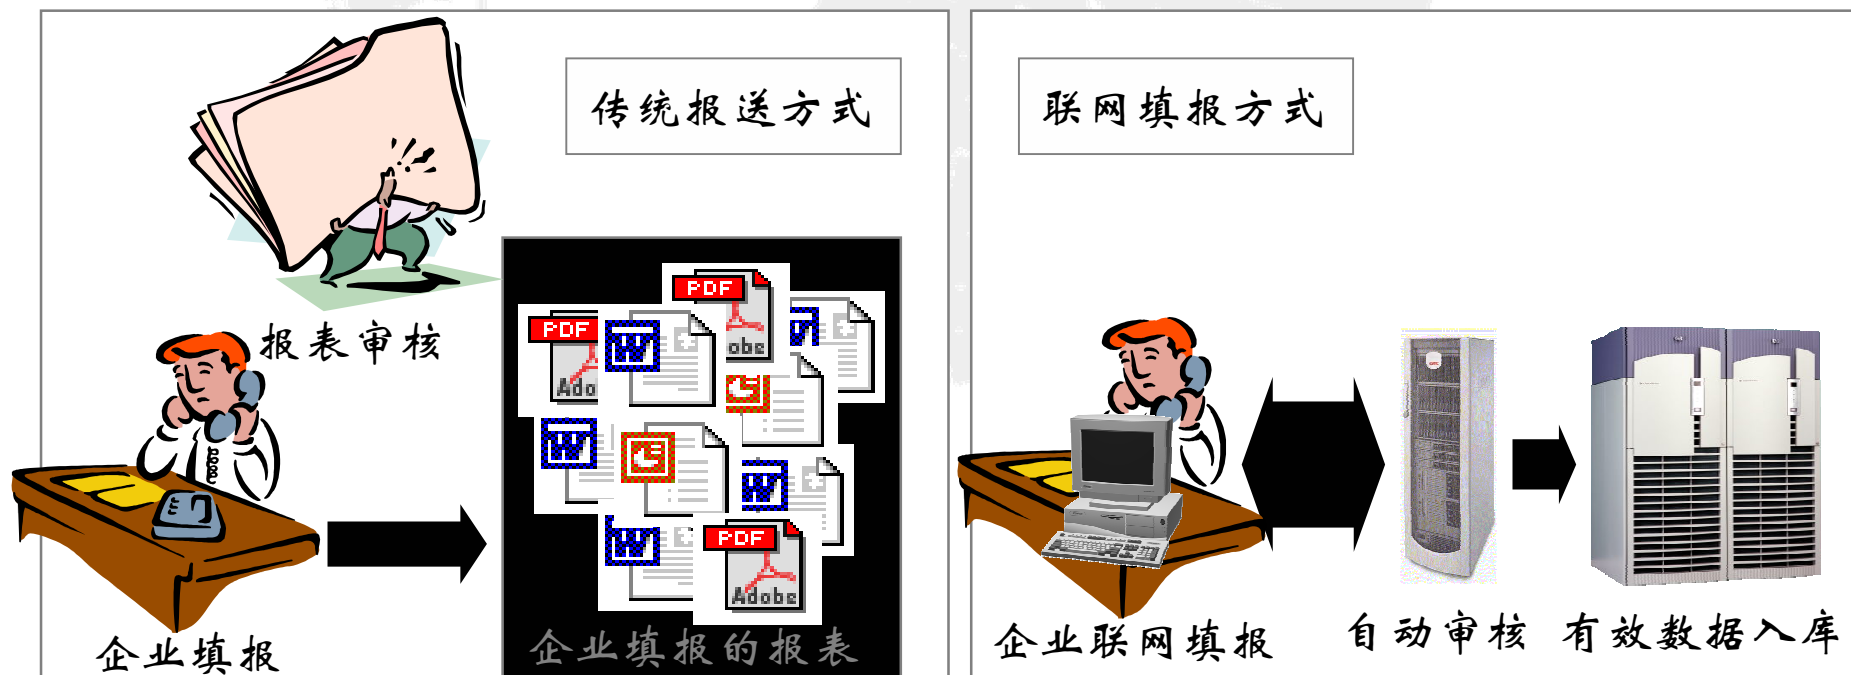 传统报送方式
报表审核
企业填报
PDF
Adobe
PDF
Ado
obe
PDF
Adobe
企业填报的报表
联网填报方式
企业联网填报
自动审核
有效数据入库